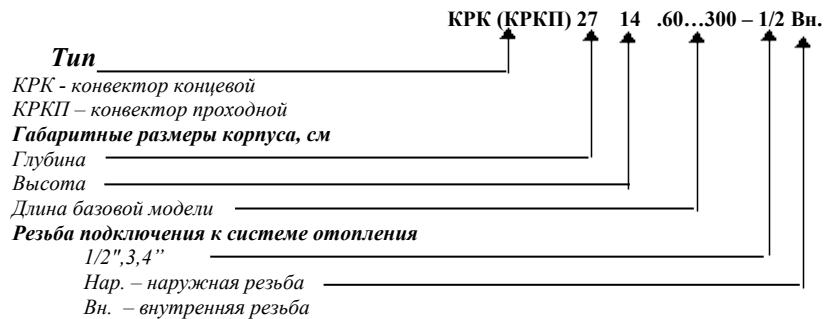 КРК (КРКП) 27 14 .60…300 – 1/2 Вн.
Тип
КРК - конвектор концевой
КРКП – конвектор проходной
Габаритные размеры корпуса, см
Глубина
Высота
Длина базовой модели
Резьба подключения к системе отопления
1/2",3,4”
Нар. – наружная резьба
Вн. – внутренняя резьба